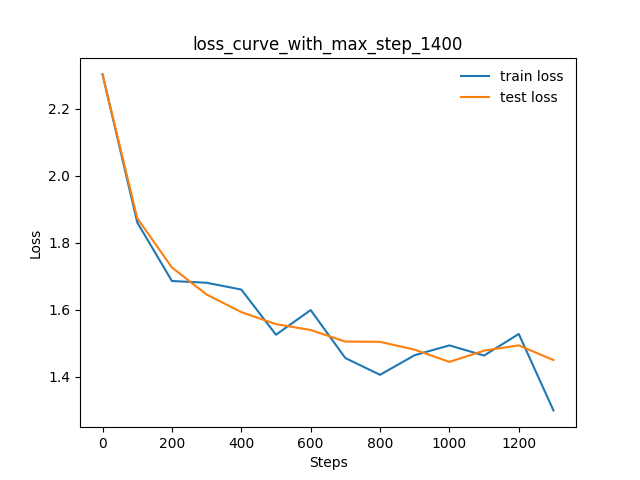 loss_curve_with_max_step_1400
train loss
test loss
2.2
2.0
1.8
1.6
1.4
Loss
0 200 400 600 800 1000 1200
Steps